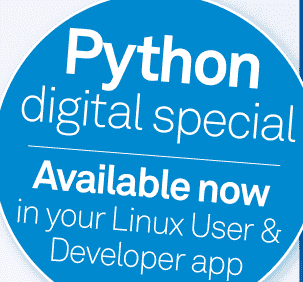 Python
digital special
Available now
in your Linux User &
Developer app